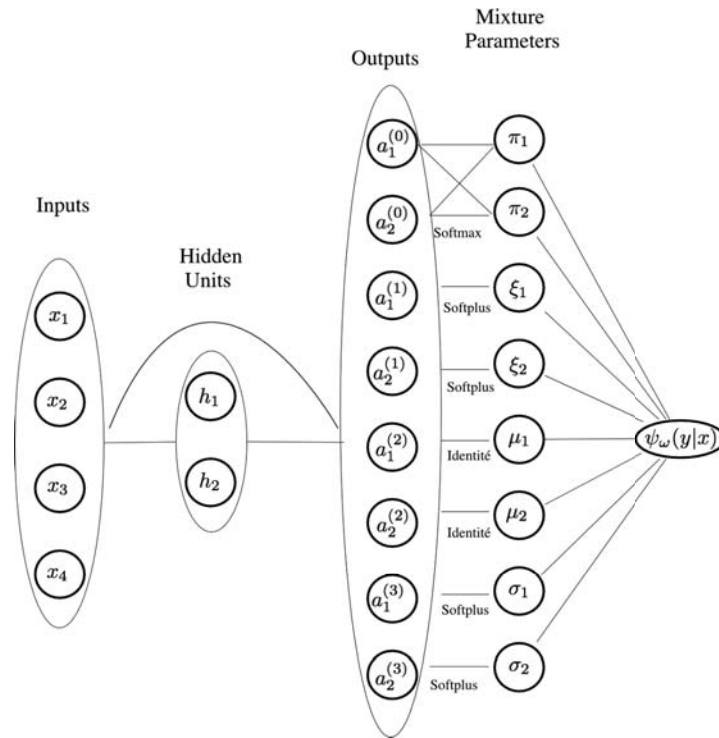 Mixture
Parameters
Outputs
Inputs
Hidden
Units
x₁
x₂
x₃
x₄
h₁
h₂
a₁⁽⁰⁾
a₂⁽⁰⁾
a₁⁽¹⁾
a₂⁽¹⁾
a₁⁽²⁾
a₂⁽²⁾
a₁⁽³⁾
a₂⁽³⁾
Softmax
Softplus
Softplus
Identité
Identité
Softplus
Softplus
π₁
π₂
ξ₁
ξ₂
μ₁
μ₂
σ₁
σ₂
ψ_ω(y|x)